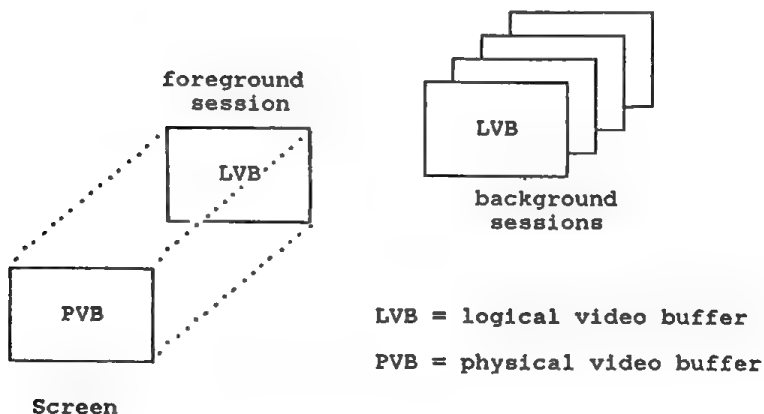 foreground
session
LVB
LVB
background
sessions
PVB
LVB = logical video buffer
PVB = physical video buffer
Screen